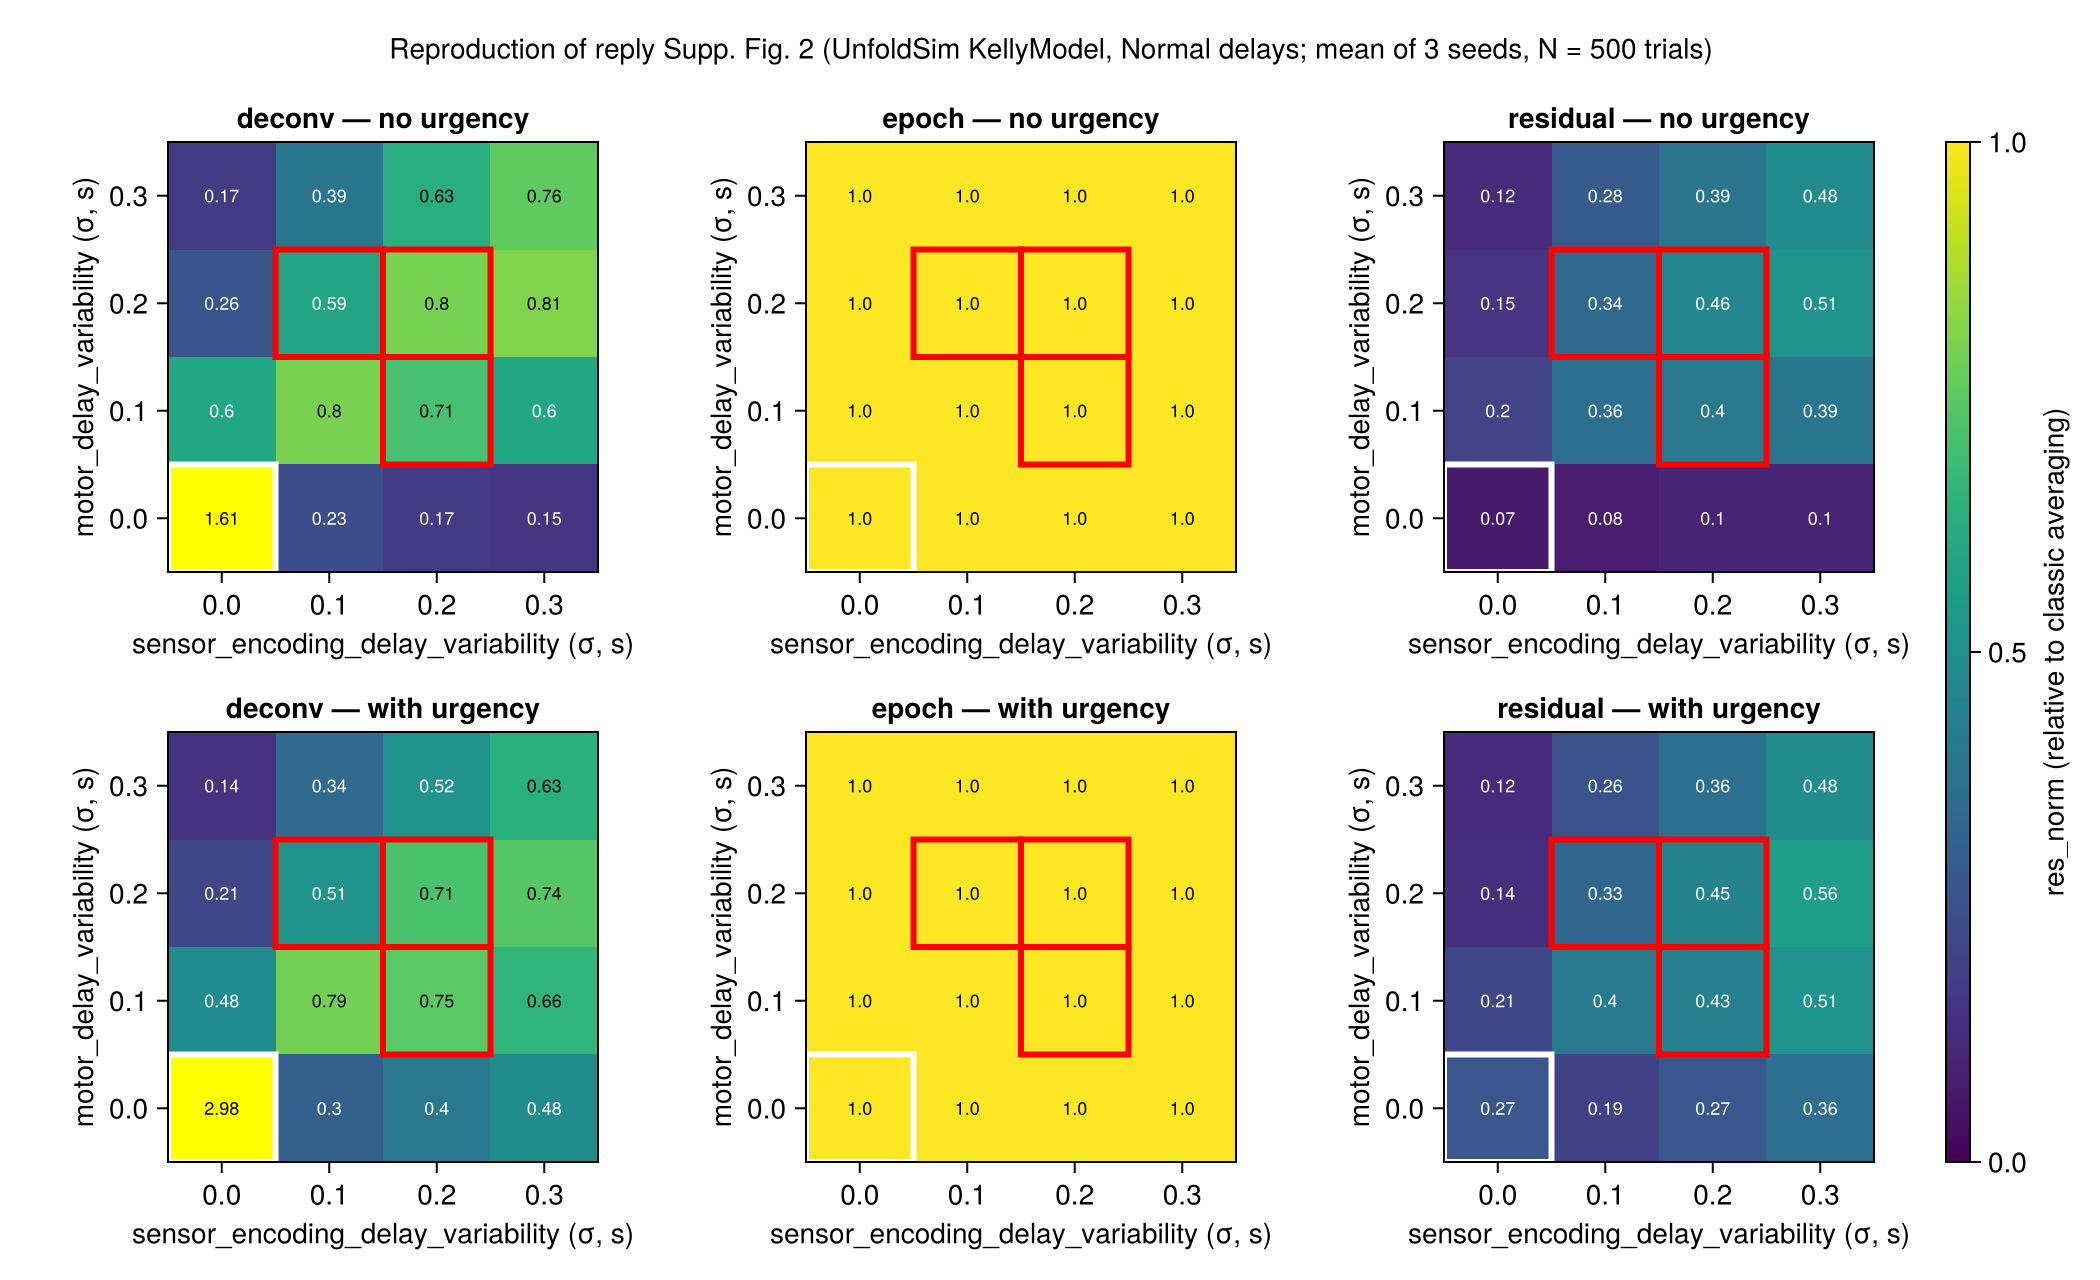 Reproduction of reply Supp. Fig. 2 (UnfoldSim KellyModel, Normal delays; mean of 3 seeds, N = 500 trials)
deconv — no urgency
motor_delay_variability (σ, s)
0.3 0.17 0.39 0.63 0.76
0.2 0.26 0.59 0.8 0.81
0.1 0.6 0.8 0.71 0.6
0.0 1.61 0.23 0.17 0.15
0.0 0.1 0.2 0.3
sensor_encoding_delay_variability (σ, s)
epoch — no urgency
motor_delay_variability (σ, s)
0.3 1.0 1.0 1.0 1.0
0.2 1.0 1.0 1.0 1.0
0.1 1.0 1.0 1.0 1.0
0.0 1.0 1.0 1.0 1.0
0.0 0.1 0.2 0.3
sensor_encoding_delay_variability (σ, s)
residual — no urgency
motor_delay_variability (σ, s)
0.3 0.12 0.28 0.39 0.48
0.2 0.15 0.34 0.46 0.51
0.1 0.2 0.36 0.4 0.39
0.0 0.07 0.08 0.1 0.1
0.0 0.1 0.2 0.3
sensor_encoding_delay_variability (σ, s)
deconv — with urgency
motor_delay_variability (σ, s)
0.3 0.14 0.34 0.52 0.63
0.2 0.21 0.51 0.71 0.74
0.1 0.48 0.79 0.75 0.66
0.0 2.98 0.3 0.4 0.48
0.0 0.1 0.2 0.3
sensor_encoding_delay_variability (σ, s)
epoch — with urgency
motor_delay_variability (σ, s)
0.3 1.0 1.0 1.0 1.0
0.2 1.0 1.0 1.0 1.0
0.1 1.0 1.0 1.0 1.0
0.0 1.0 1.0 1.0 1.0
0.0 0.1 0.2 0.3
sensor_encoding_delay_variability (σ, s)
residual — with urgency
motor_delay_variability (σ, s)
0.3 0.12 0.26 0.36 0.48
0.2 0.14 0.33 0.45 0.56
0.1 0.21 0.4 0.43 0.51
0.0 0.27 0.19 0.27 0.36
0.0 0.1 0.2 0.3
sensor_encoding_delay_variability (σ, s)
1.0
0.5
0.0
res_norm (relative to classic averaging)